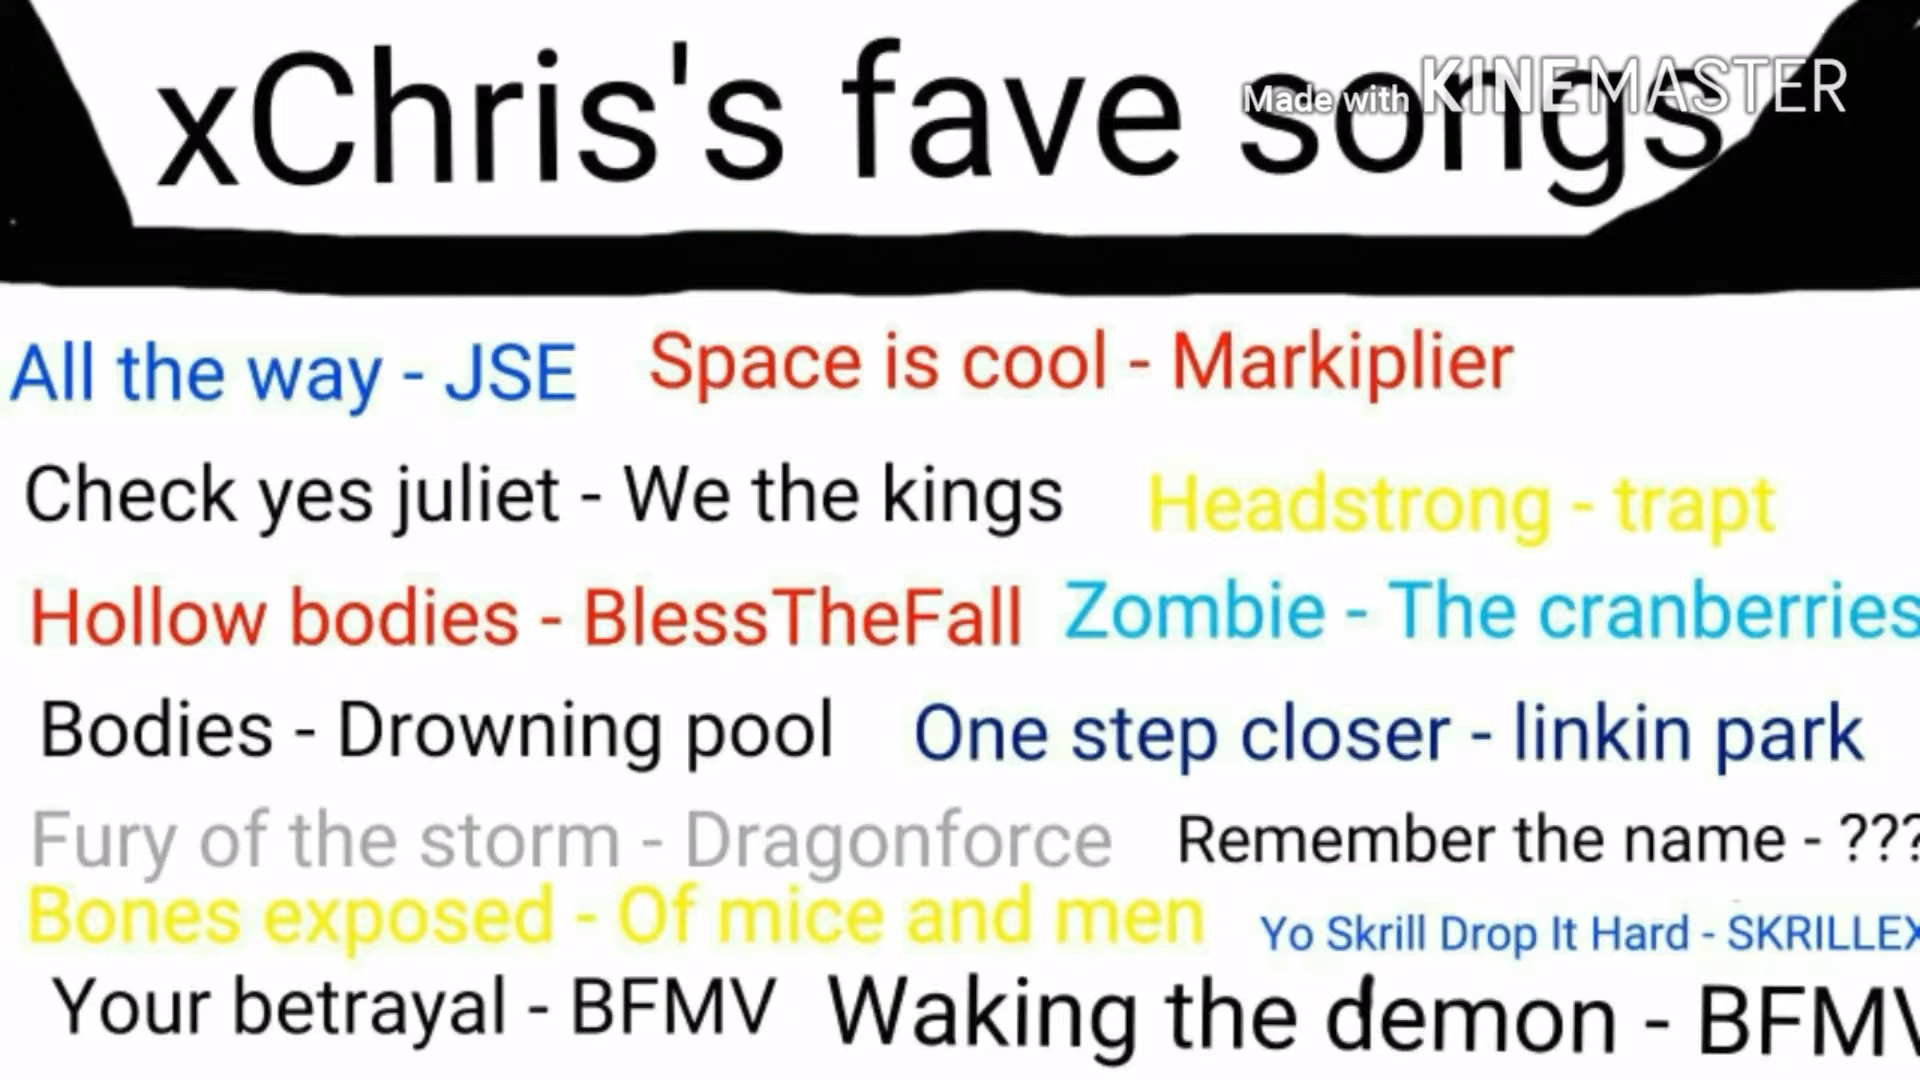 xChris's fave songs
Made with KINEMASTER
All the way - JSE
Space is cool - Markiplier
Check yes juliet - We the kings
Headstrong - trapt
Hollow bodies - BlessTheFall
Zombie - The cranberries
Bodies - Drowning pool
One step closer - linkin park
Fury of the storm - Dragonforce
Remember the name - ???
Bones exposed - Of mice and men
Yo Skrill Drop It Hard - SKRILLEX
Your betrayal - BFMV
Waking the demon - BFMV